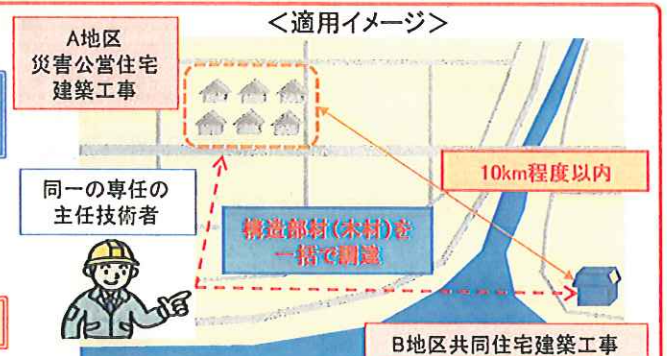 <適用イメージ>
A地区
災害公営住宅
建築工事
10km程度以内
同一の専任の
主任技術者
構造部材(木材)を
一括で調達
B地区共同住宅建築工事